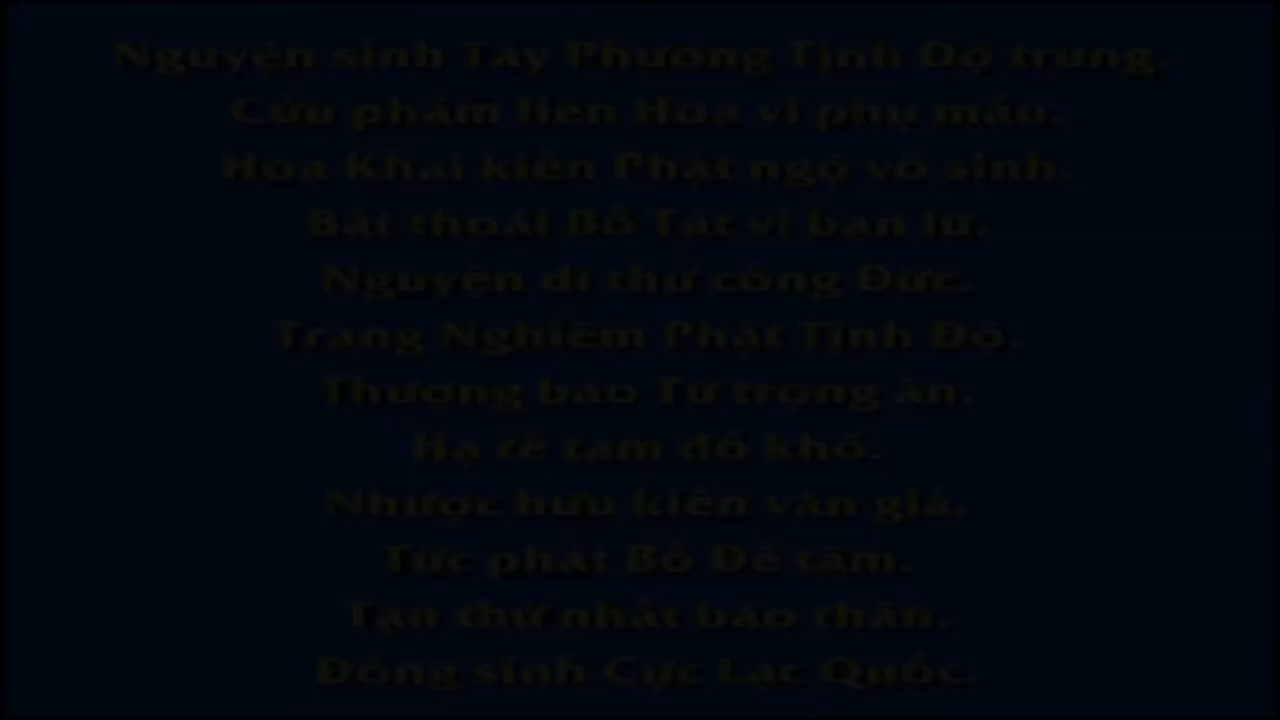 Nguyện sinh Tây Phương Tịnh Độ trung.
Cửu phẩm liên Hoa vi phụ mẫu.
Hoa Khai kiến Phật ngộ vô sinh.
Bất thoái Bồ Tát vi bạn lữ.
Nguyện dĩ thử công Đức.
Trang Nghiêm Phật Tịnh Độ.
Thượng báo Tứ trọng ân.
Hạ tế tam đồ khổ.
Nhược hữu kiến văn giả.
Tức phát Bồ Đề tâm.
Tận thử nhất báo thân.
Đồng sinh Cực Lạc Quốc.